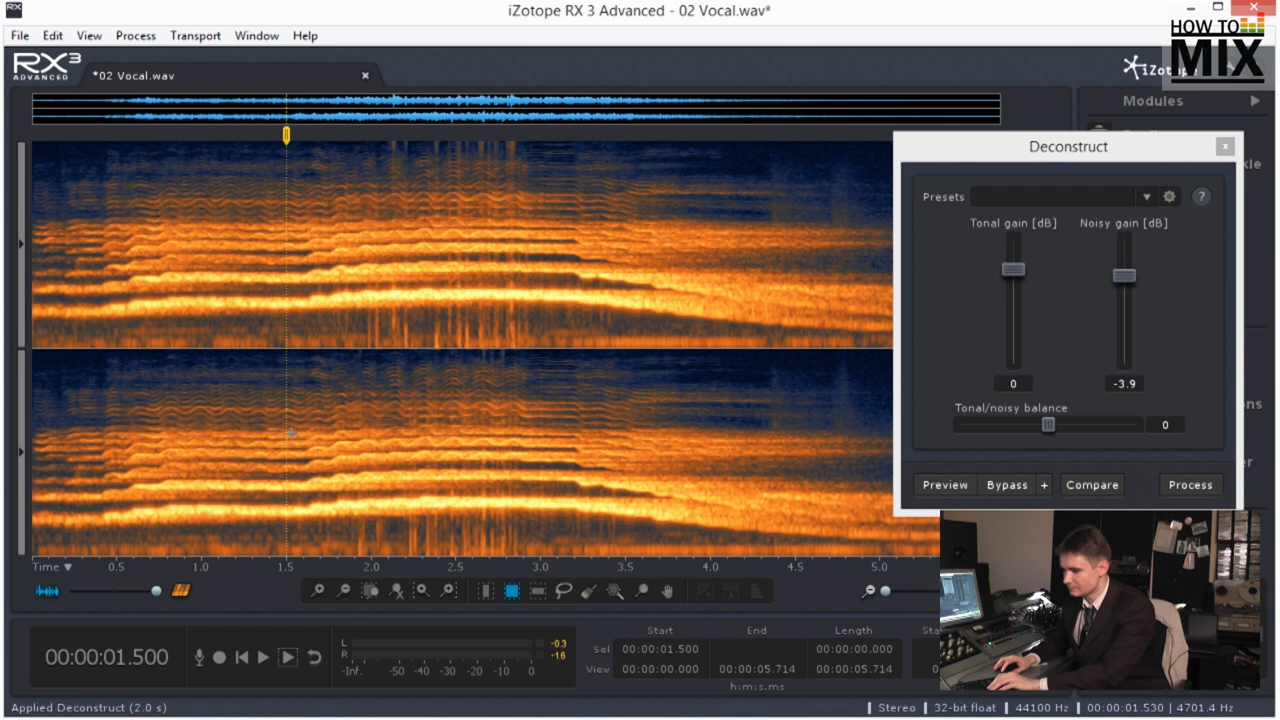 iZotope RX 3 Advanced - 02 Vocal.wav*
HOW TO
MIX
File Edit View Process Transport Window Help
RX3
ADVANCED
*02 Vocal.wav
Modules
Deconstruct
Presets
?
Tonal gain [dB] Noisy gain [dB]
0 -3.9
Tonal/noisy balance
0
Preview Bypass + Compare Process
Time 0.5 1.0 1.5 2.0 2.5 3.0 3.5 4.0 4.5 5.0
00:00:01.500
L
R
-Inf. -50 -40 -30 -20 -10 0
-0.3
-1.6
Start End Length
Sel 00:00:01.500 00:00:00.000
View 00:00:00.000 00:00:05.714 00:00:05.714
h:m:s.ms
Applied Deconstruct (2.0 s)
Stereo 32-bit float 44100 Hz 00:00:01.530 | 4701.4 Hz